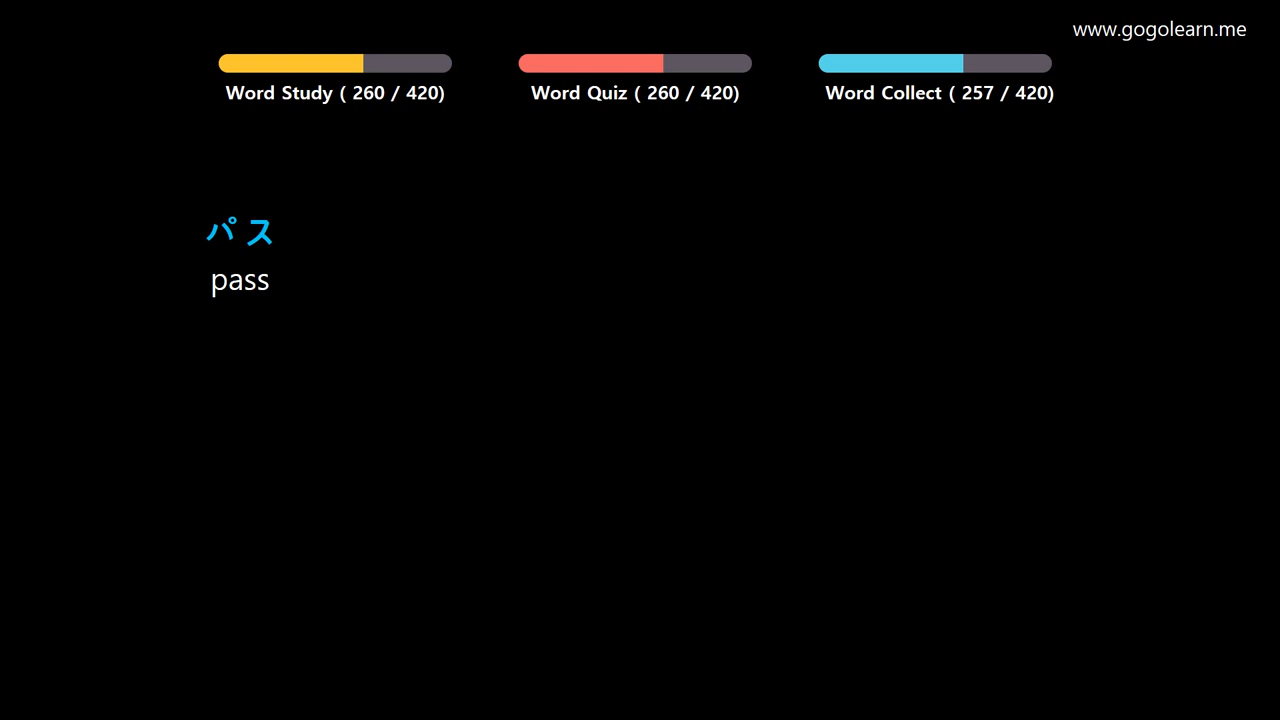 www.gogolearn.me
Word Study ( 260 / 420)
Word Quiz ( 260 / 420)
Word Collect ( 257 / 420)
パス
pass